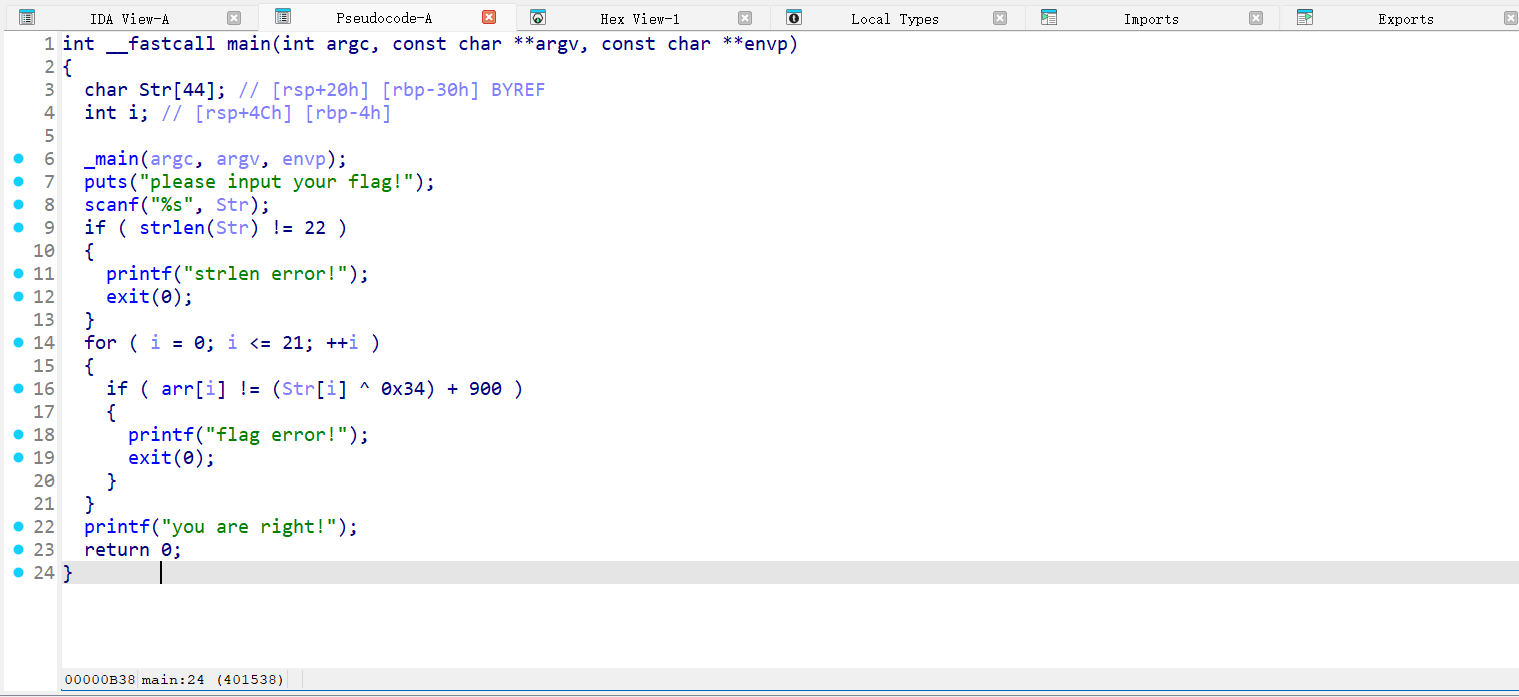 IDA View-A Pseudocode-A Hex View-1 Local Types Imports Exports
1 int __fastcall main(int argc, const char **argv, const char **envp)
2 {
3   char Str[44]; // [rsp+20h] [rbp-30h] BYREF
4   int i; // [rsp+4Ch] [rbp-4h]
5
6   _main(argc, argv, envp);
7   puts("please input your flag!");
8   scanf("%s", Str);
9   if ( strlen(Str) != 22 )
10   {
11     printf("strlen error!");
12     exit(0);
13   }
14   for ( i = 0; i <= 21; ++i )
15   {
16     if ( arr[i] != (Str[i] ^ 0x34) + 900 )
17     {
18       printf("flag error!");
19       exit(0);
20     }
21   }
22   printf("you are right!");
23   return 0;
24 }
00000B38 main:24 (401538)